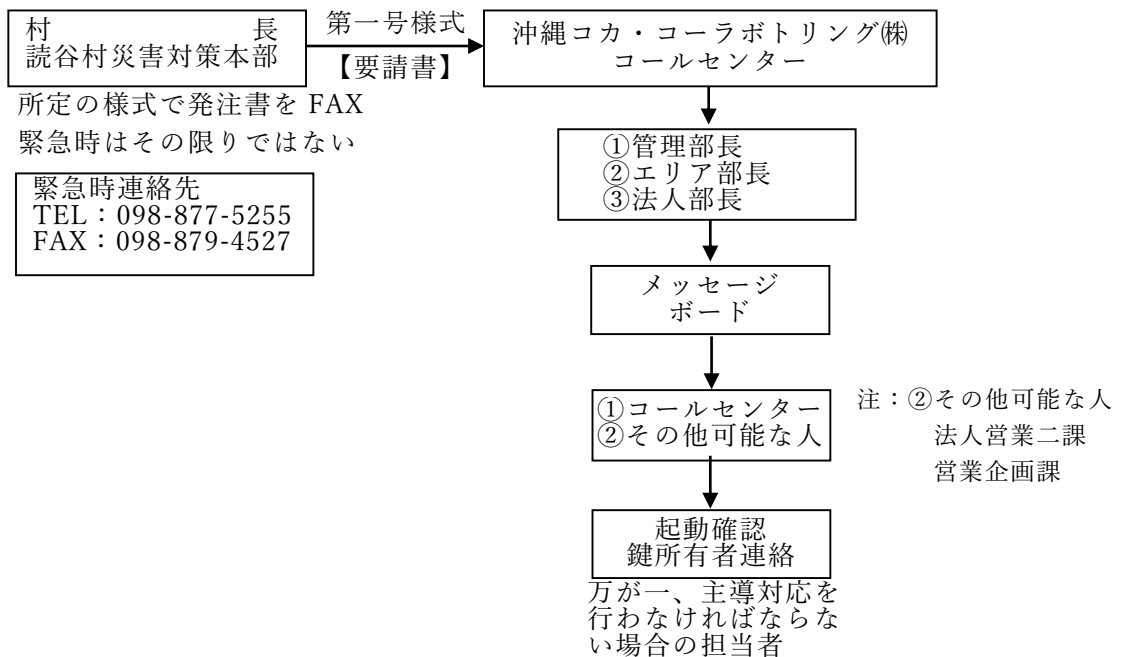 村　　　　　　長
読谷村災害対策本部
第一号様式
【要請書】
沖縄コカ・コーラボトリング㈱
コールセンター
所定の様式で発注書を FAX
緊急時はその限りではない
緊急時連絡先
TEL：098-877-5255
FAX：098-879-4527
①管理部長
②エリア部長
③法人部長
メッセージ
ボード
①コールセンター
②その他可能な人
注：②その他可能な人
法人営業二課
営業企画課
起動確認
鍵所有者連絡
万が一、主導対応を
行わなければならな
い場合の担当者